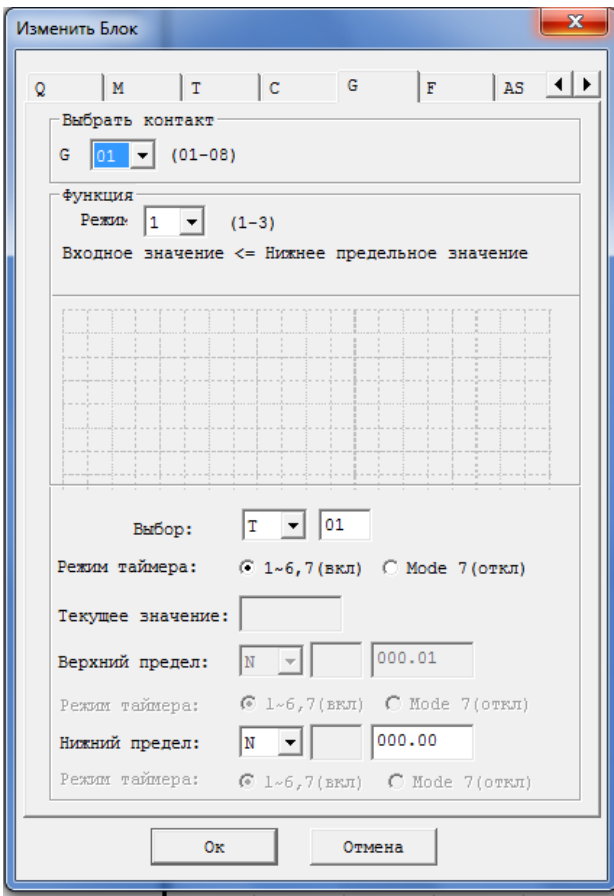 Изменить Блок
Q M T C G F AS
Выбрать контакт
G 01 (01-08)
Функция
Режим 1 (1-3)
Входное значение <= Нижнее предельное значение
Выбор: T 01
Режим таймера: 1~6,7(вкл) Mode 7(откл)
Текущее значение:
Верхний предел: N 000.01
Режим таймера: 1~6,7(вкл) Mode 7(откл)
Нижний предел: N 000.00
Режим таймера: 1~6,7(вкл) Mode 7(откл)
Ок Отмена